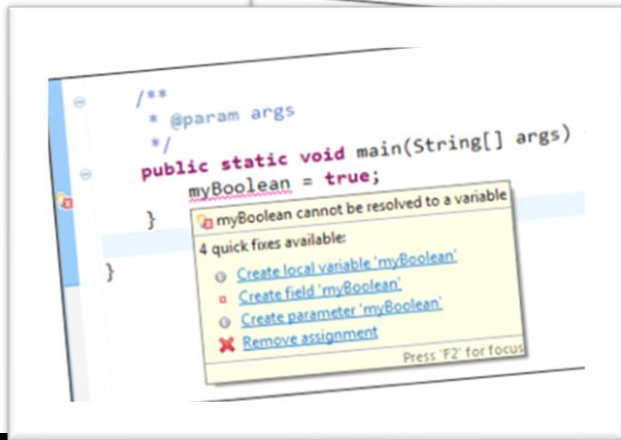 /**
* @param args
*/
public static void main(String[] args)
myBoolean = true;
}
myBoolean cannot be resolved to a variable
4 quick fixes available:
Create local variable 'myBoolean'
Create field 'myBoolean'
Create parameter 'myBoolean'
Remove assignment
Press 'F2' for focus
}